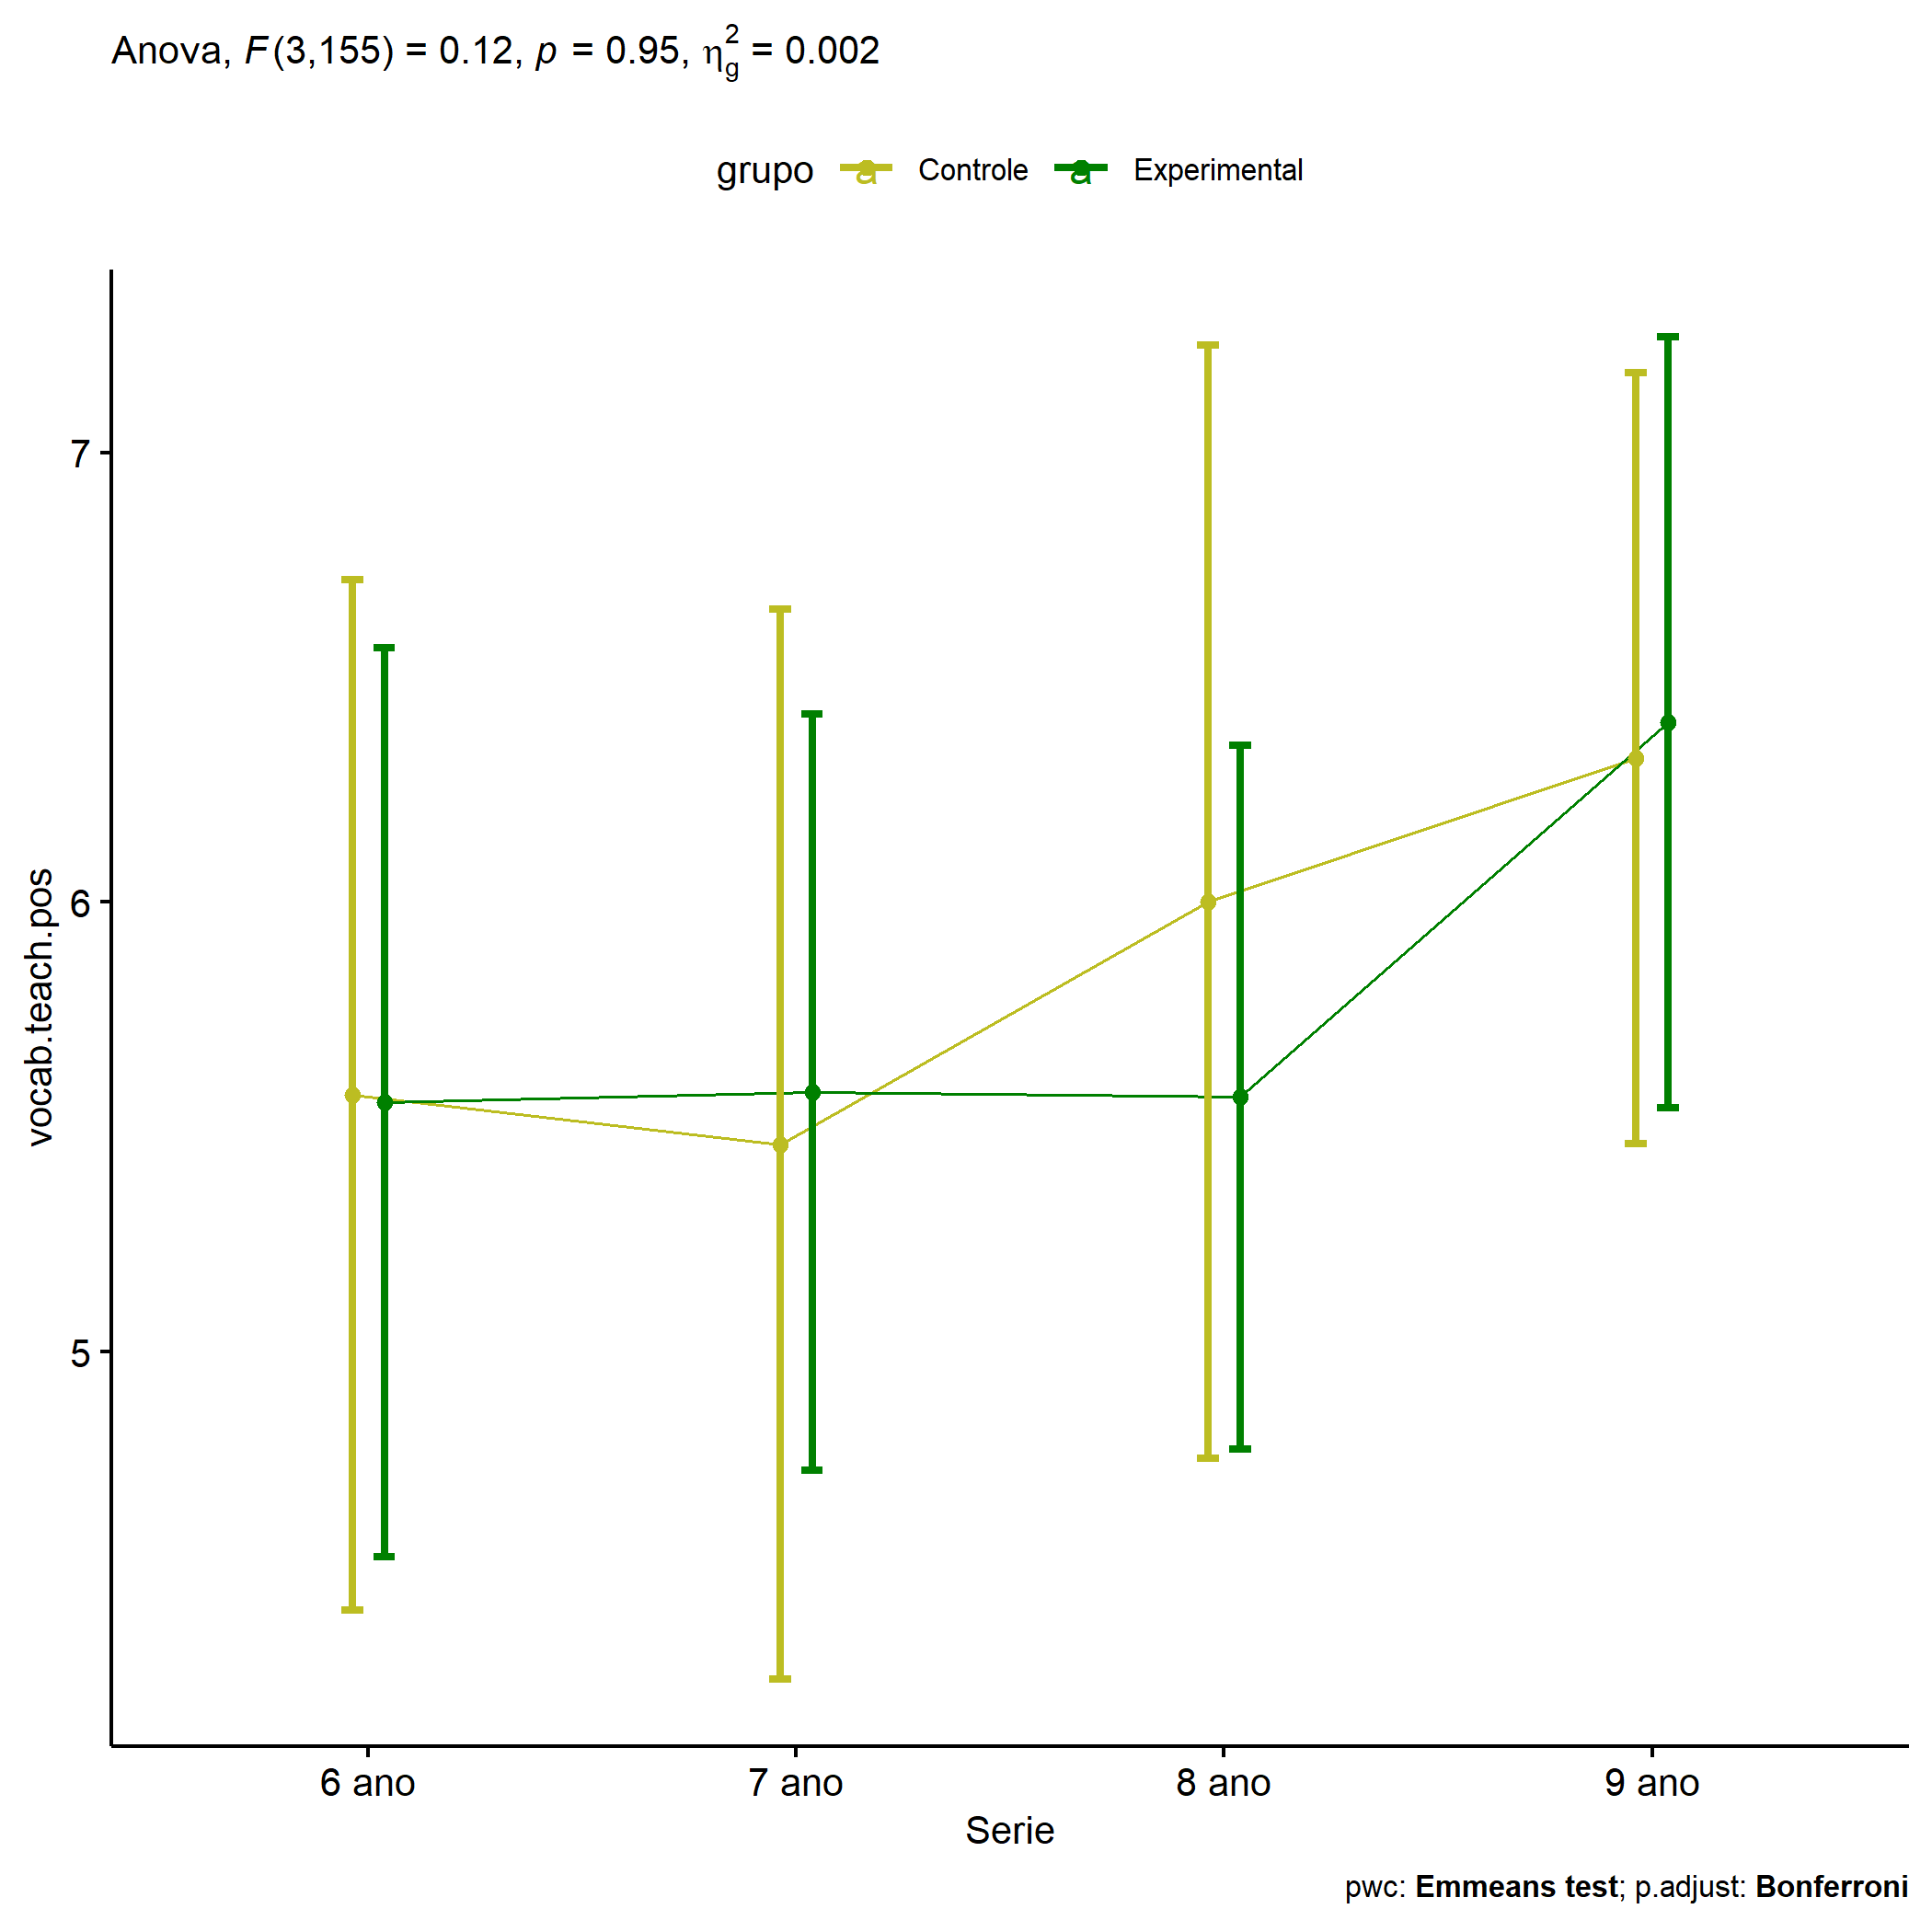 Anova, F(3,155) = 0.12, p = 0.95, η²g = 0.002
grupo a Controle a Experimental
vocab.teach.pos
7
6
5
6 ano 7 ano 8 ano 9 ano
Serie
pwc: Emmeans test; p.adjust: Bonferroni